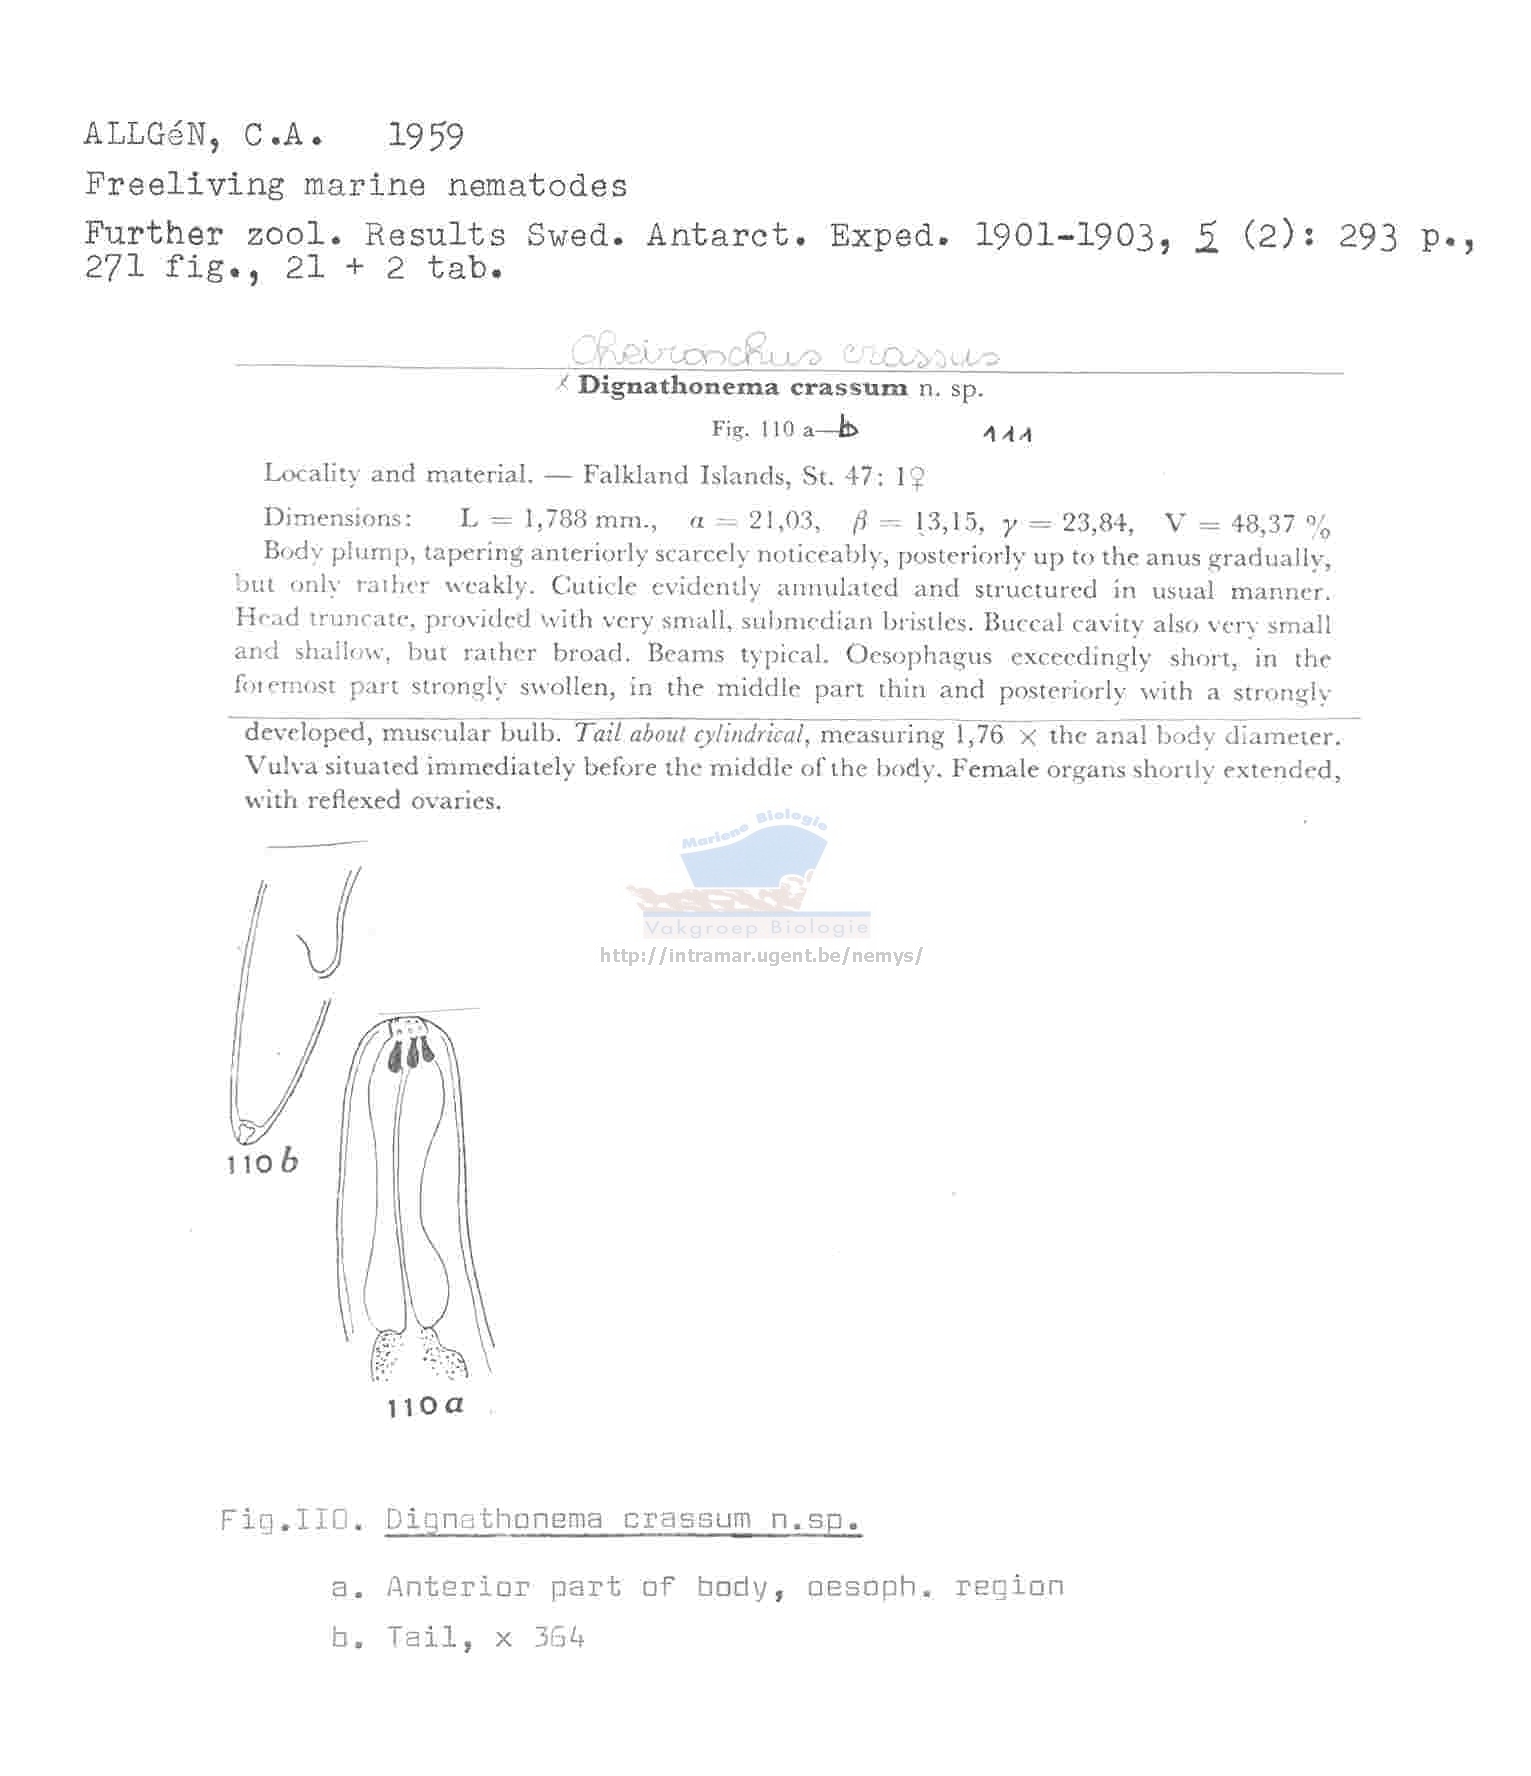 ALLGéN, C.A. 1959
Freeliving marine nematodes
Further zool. Results Swed. Antarct. Exped. 1901-1903, 5 (2): 293 p.,
271 fig., 21 + 2 tab.
Cheironchus crassus
x Dignathonema crassum n. sp.
Fig. 110 a—b 111
Locality and material. — Falkland Islands, St. 47: 1♀
Dimensions: L = 1,788 mm., α = 21,03, β = 13,15, γ = 23,84, V = 48,37 %
Body plump, tapering anteriorly scarcely noticeably, posteriorly up to the anus gradually,
but only rather weakly. Cuticle evidently annulated and structured in usual manner.
Head truncate, provided with very small, submedian bristles. Buccal cavity also very small
and shallow, but rather broad. Beams typical. Oesophagus exceedingly short, in the
foremost part strongly swollen, in the middle part thin and posteriorly with a strongly
developed, muscular bulb. Tail about cylindrical, measuring 1,76 × the anal body diameter.
Vulva situated immediately before the middle of the body. Female organs shortly extended,
with reflexed ovaries.
Mariene Biologie
Vakgroep Biologie
http://intramar.ugent.be/nemys/
110 b
110 a
Fig.IIO. Dignathonema crassum n.sp.
a. Anterior part of body, oesoph. region
b. Tail, x 364